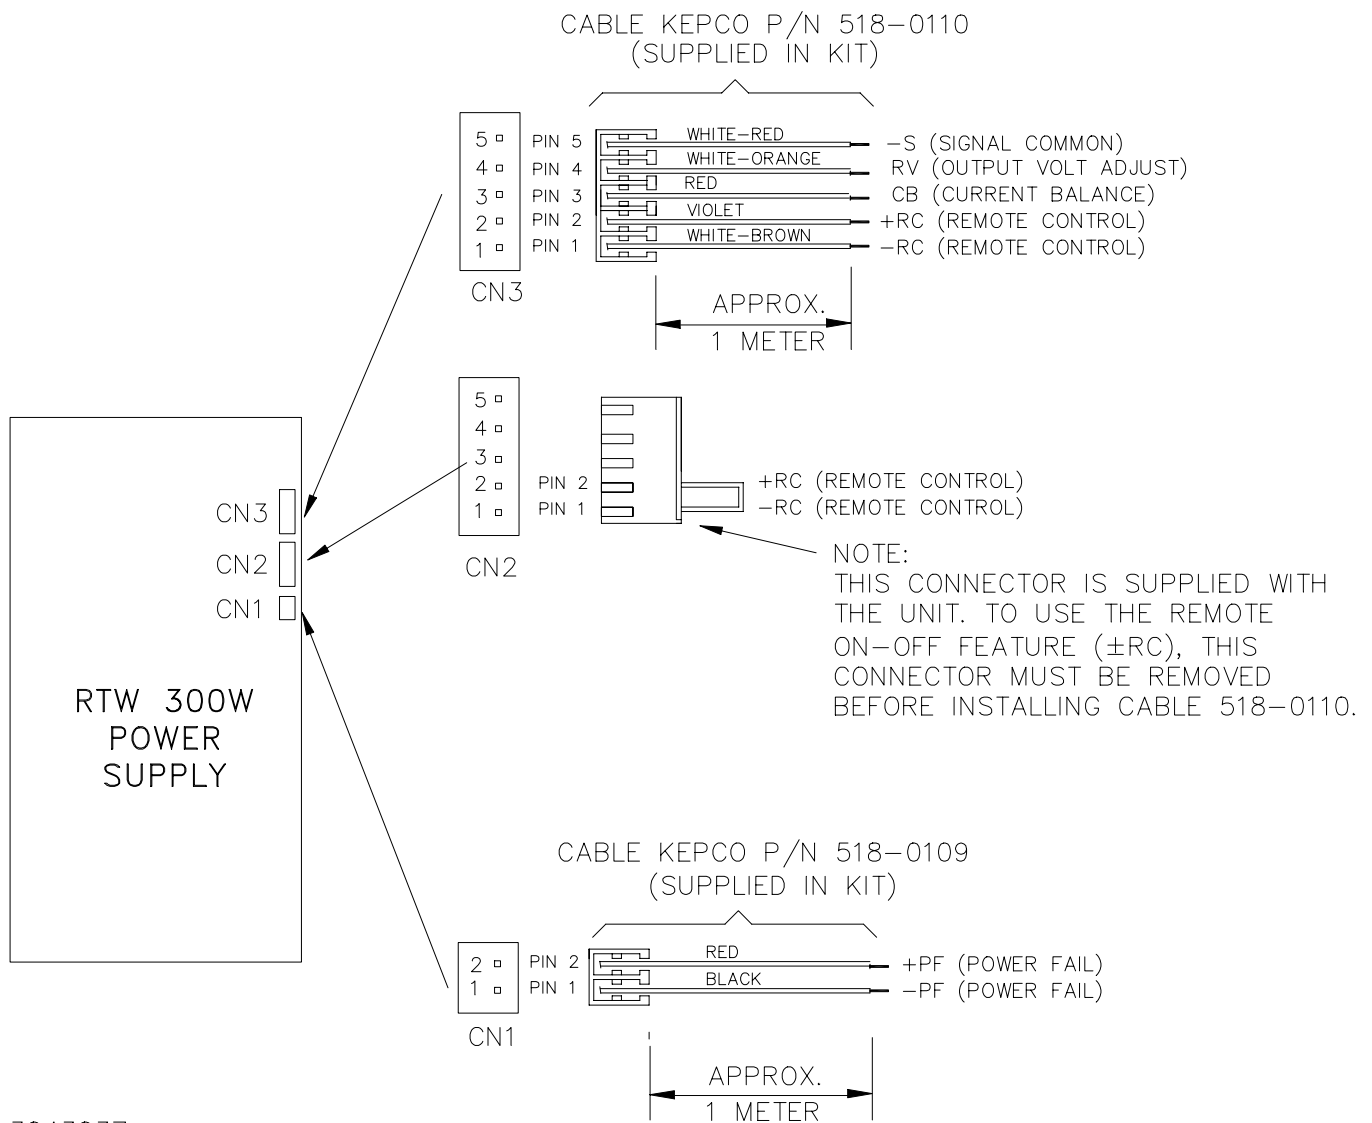 CABLE KEPCO P/N 518-0110
(SUPPLIED IN KIT)
5 PIN 5 WHITE-RED -S (SIGNAL COMMON)
4 PIN 4 WHITE-ORANGE RV (OUTPUT VOLT ADJUST)
3 PIN 3 RED CB (CURRENT BALANCE)
2 PIN 2 VIOLET +RC (REMOTE CONTROL)
1 PIN 1 WHITE-BROWN -RC (REMOTE CONTROL)
CN3
APPROX.
1 METER
5
4
3
2 PIN 2 +RC (REMOTE CONTROL)
1 PIN 1 -RC (REMOTE CONTROL)
CN2
NOTE:
THIS CONNECTOR IS SUPPLIED WITH
THE UNIT. TO USE THE REMOTE
ON-OFF FEATURE (±RC), THIS
CONNECTOR MUST BE REMOVED
BEFORE INSTALLING CABLE 518-0110.
CN3
CN2
CN1
RTW 300W
POWER
SUPPLY
CABLE KEPCO P/N 518-0109
(SUPPLIED IN KIT)
2 PIN 2 RED +PF (POWER FAIL)
1 PIN 1 BLACK -PF (POWER FAIL)
CN1
APPROX.
1 METER